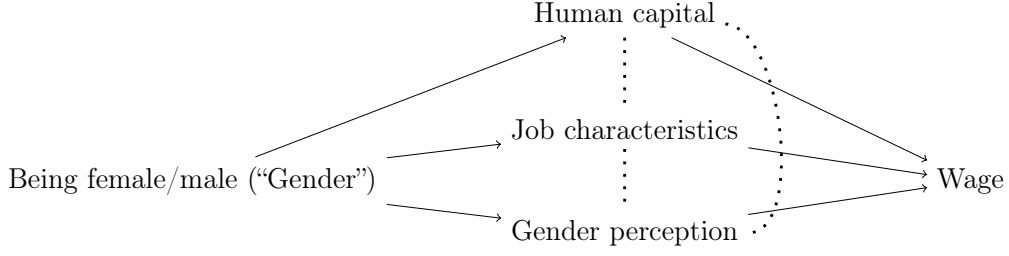 Human capital
Job characteristics
Being female/male (“Gender”)
Wage
Gender perception